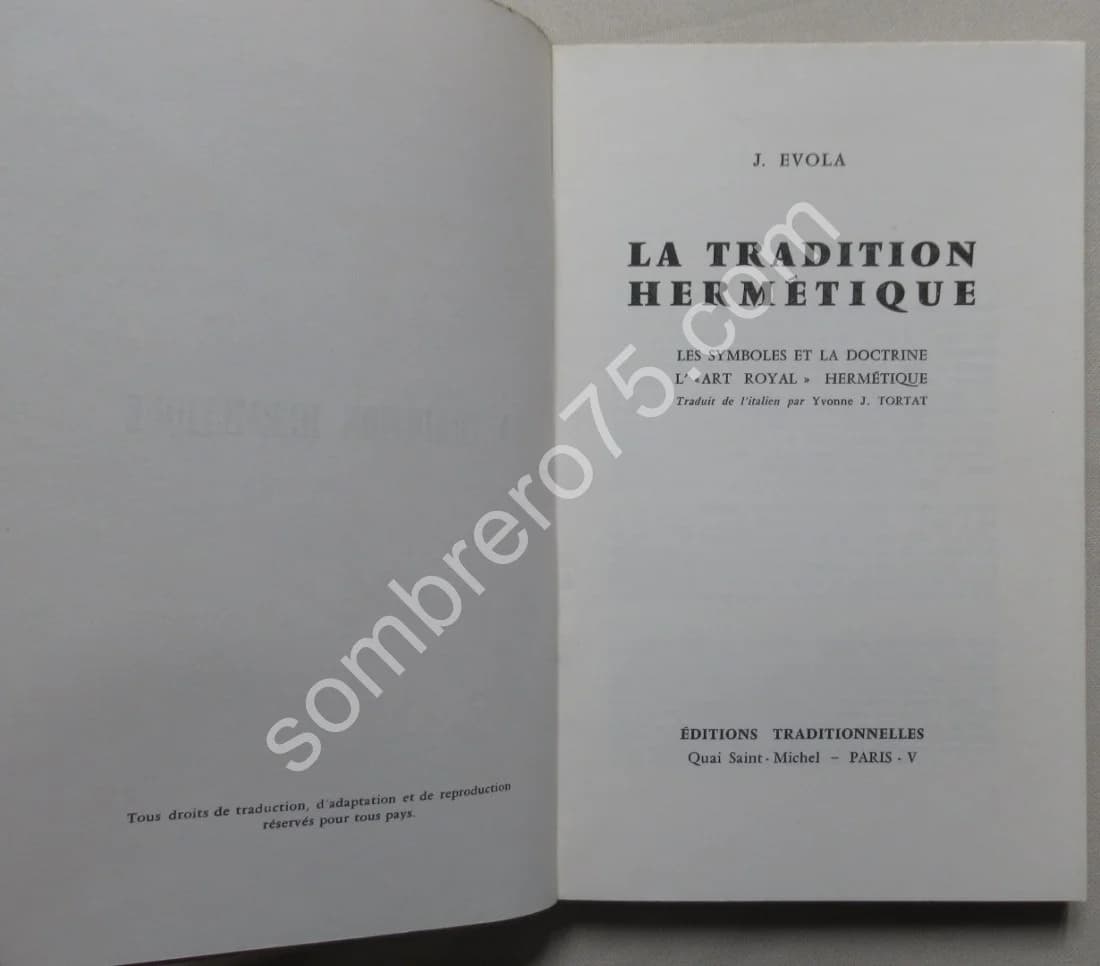 Tous droits de traduction, d'adaptation et de reproduction
réservés pour tous pays.
J. EVOLA
LA TRADITION
HERMÉTIQUE
LES SYMBOLES ET LA DOCTRINE
L' «ART ROYAL» HERMÉTIQUE
Traduit de l'italien par Yvonne J. TORTAT
ÉDITIONS TRADITIONNELLES
Quai Saint-Michel – PARIS - V
sombrero75.com